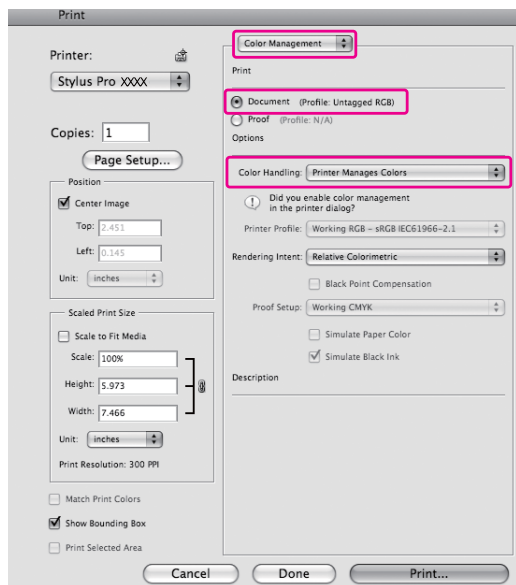 Print
Printer:
Stylus Pro XXXX
Copies: 1
Page Setup...
Position
Center Image
Top: 2.451
Left: 0.145
Unit: inches
Scaled Print Size
Scale to Fit Media
Scale: 100%
Height: 5.973
Width: 7.466
Unit: inches
Print Resolution: 300 PPI
Match Print Colors
Show Bounding Box
Print Selected Area
Color Management
Print
Document (Profile: Untagged RGB)
Proof (Profile: N/A)
Options
Color Handling: Printer Manages Colors
Did you enable color management
in the printer dialog?
Printer Profile: Working RGB - sRGB IEC61966-2.1
Rendering Intent: Relative Colorimetric
Black Point Compensation
Proof Setup: Working CMYK
Simulate Paper Color
Simulate Black Ink
Description
Cancel
Done
Print...